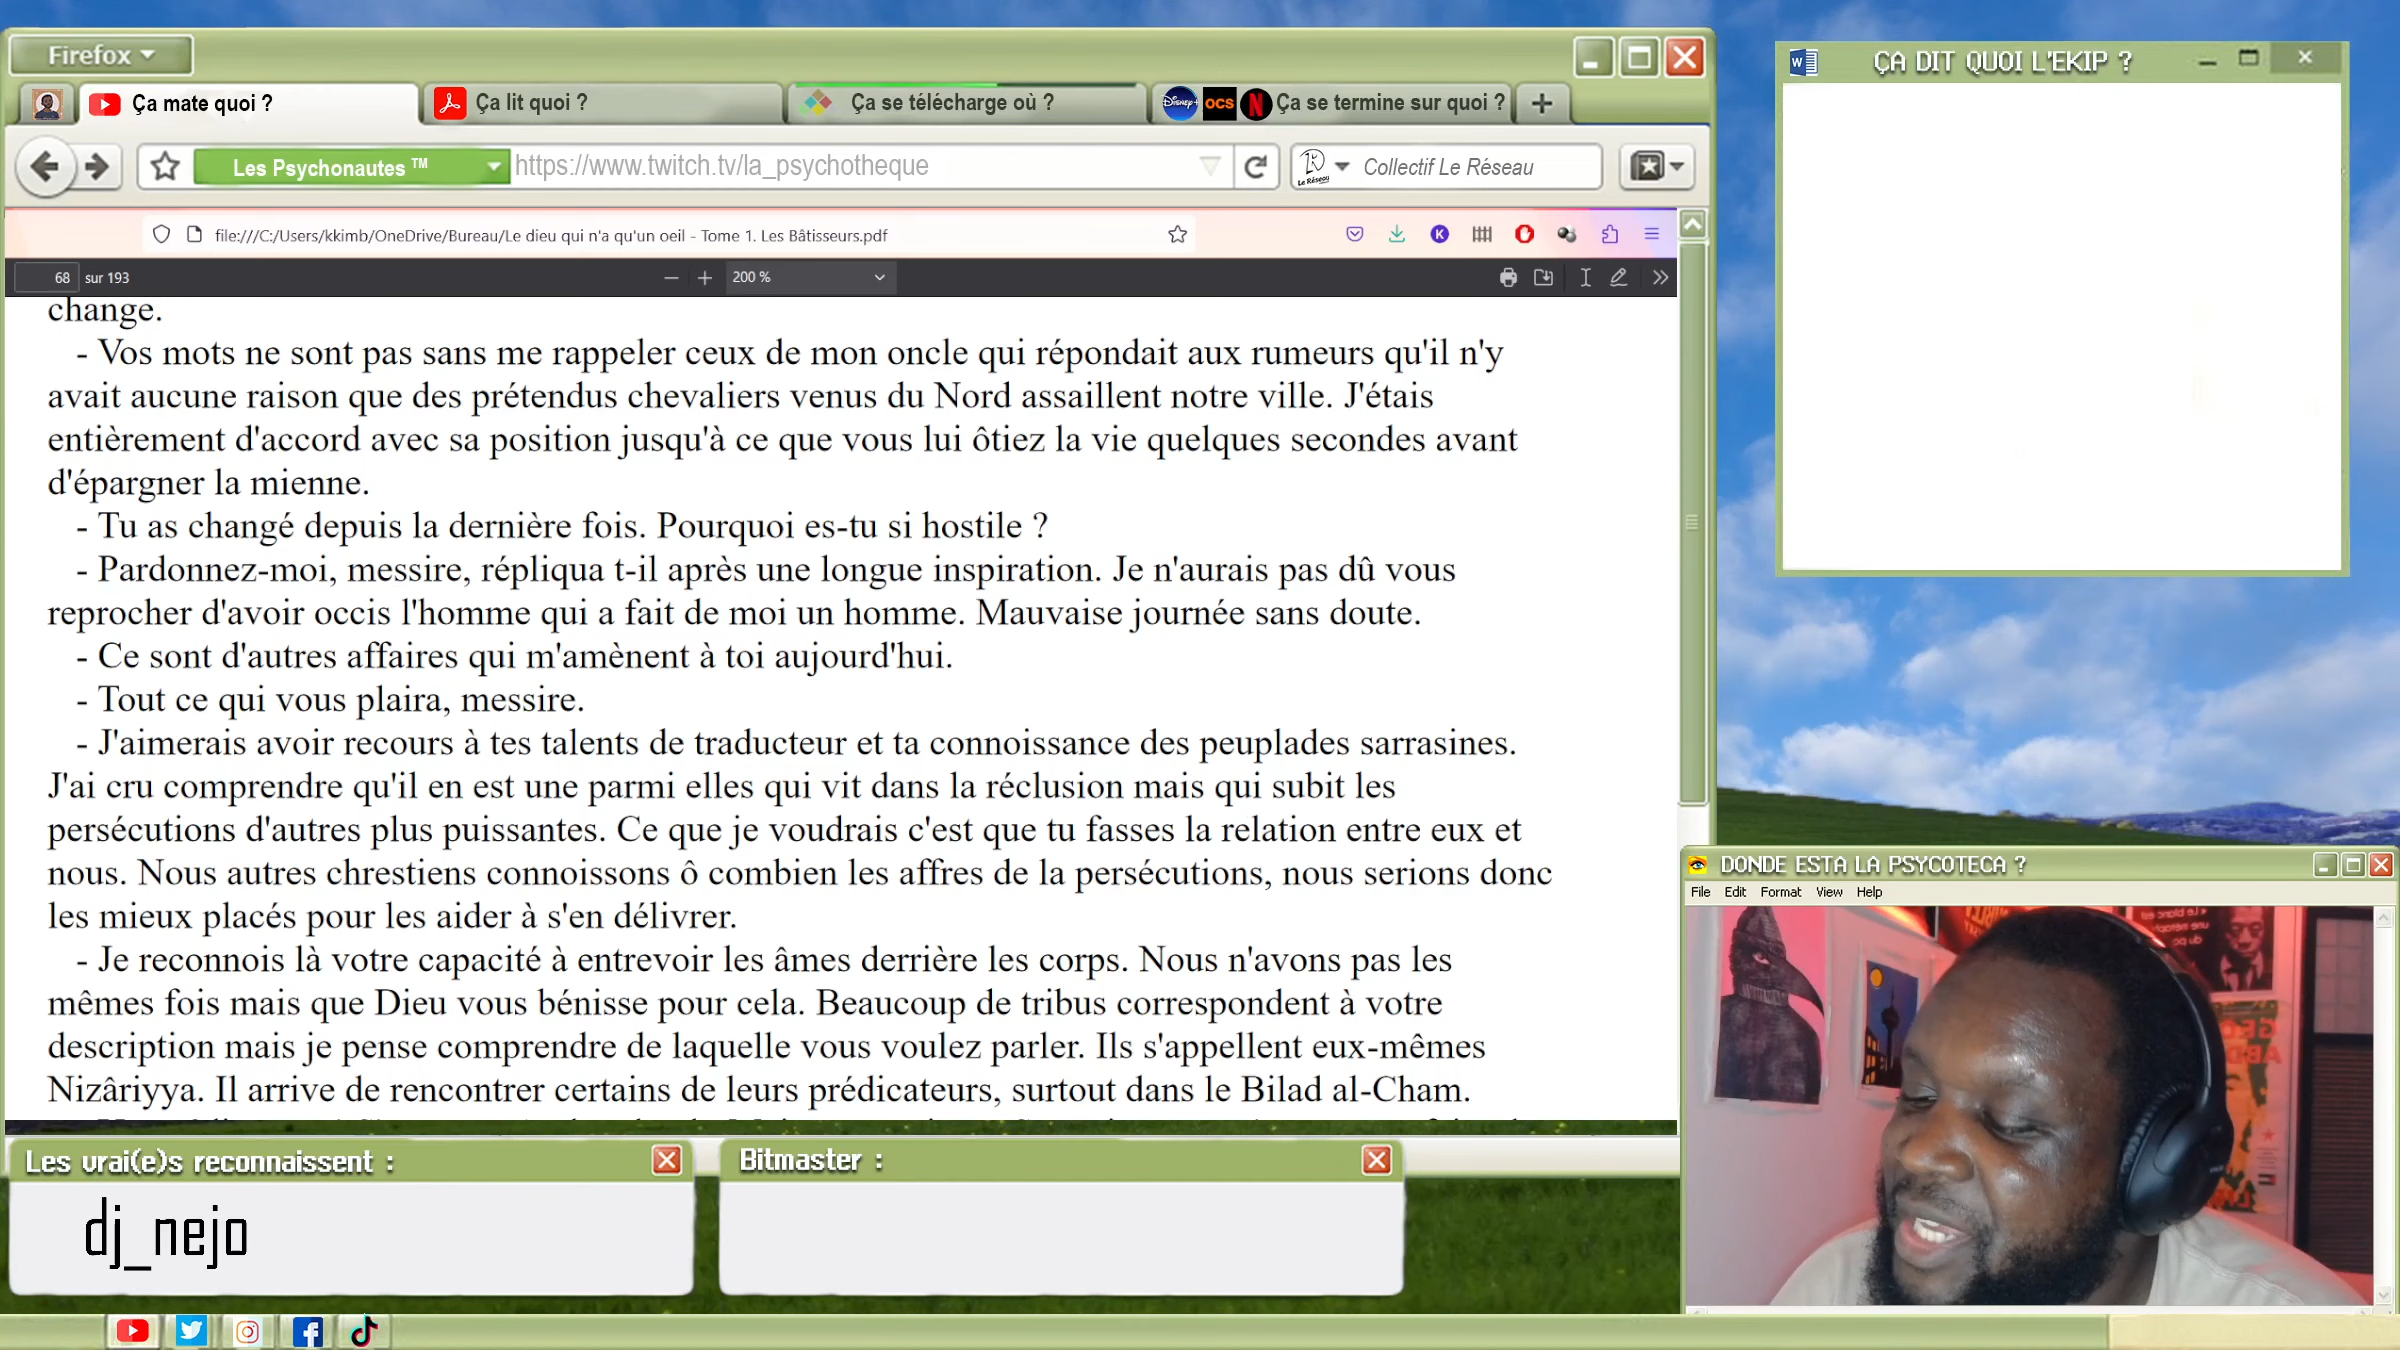 Firefox
Ça mate quoi ?
Ça lit quoi ?
Ça se télécharge où ?
Disney+
OCS
N
Ça se termine sur quoi ?
Les Psychonautes ™
https://www.twitch.tv/la_psychotheque
Le Réseau
Collectif Le Réseau
file:///C:/Users/kkimb/OneDrive/Bureau/Le dieu qui n'a qu'un oeil - Tome 1. Les Bâtisseurs.pdf
K
68 sur 193
200 %
change.
- Vos mots ne sont pas sans me rappeler ceux de mon oncle qui répondait aux rumeurs qu'il n'y
avait aucune raison que des prétendus chevaliers venus du Nord assaillent notre ville. J'étais
entièrement d'accord avec sa position jusqu'à ce que vous lui ôtiez la vie quelques secondes avant
d'épargner la mienne.
- Tu as changé depuis la dernière fois. Pourquoi es-tu si hostile ?
- Pardonnez-moi, messire, répliqua t-il après une longue inspiration. Je n'aurais pas dû vous
reprocher d'avoir occis l'homme qui a fait de moi un homme. Mauvaise journée sans doute.
- Ce sont d'autres affaires qui m'amènent à toi aujourd'hui.
- Tout ce qui vous plaira, messire.
- J'aimerais avoir recours à tes talents de traducteur et ta connaissance des peuplades sarrasines.
J'ai cru comprendre qu'il en est une parmi elles qui vit dans la réclusion mais qui subit les
persécutions d'autres plus puissantes. Ce que je voudrais c'est que tu fasses la relation entre eux et
nous. Nous autres chrestiens connoissons ô combien les affres de la persécutions, nous serions donc
les mieux placés pour les aider à s'en délivrer.
- Je reconnois là votre capacité à entrevoir les âmes derrière les corps. Nous n'avons pas les
mêmes fois mais que Dieu vous bénisse pour cela. Beaucoup de tribus correspondent à votre
description mais je pense comprendre de laquelle vous voulez parler. Ils s'appellent eux-mêmes
Nizâriyya. Il arrive de rencontrer certains de leurs prédicateurs, surtout dans le Bilad al-Cham.
Les vrai(e)s reconnaissent :
dj_nejo
Bitmaster :
ÇA DIT QUOI L'EKIP ?
DONDE ESTA LA PSYCOTECA ?
File Edit Format View Help